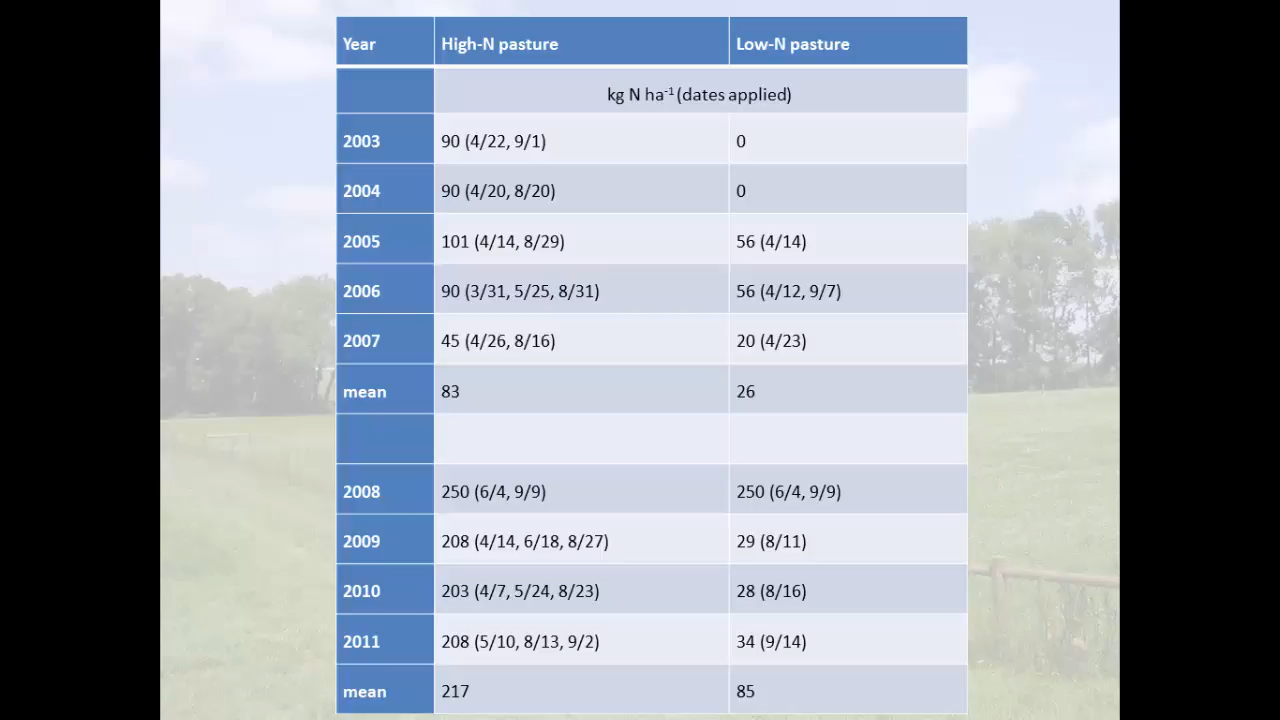 Year High-N pasture Low-N pasture
kg N ha-1 (dates applied)
2003 90 (4/22, 9/1) 0
2004 90 (4/20, 8/20) 0
2005 101 (4/14, 8/29) 56 (4/14)
2006 90 (3/31, 5/25, 8/31) 56 (4/12, 9/7)
2007 45 (4/26, 8/16) 20 (4/23)
mean 83 26
2008 250 (6/4, 9/9) 250 (6/4, 9/9)
2009 208 (4/14, 6/18, 8/27) 29 (8/11)
2010 203 (4/7, 5/24, 8/23) 28 (8/16)
2011 208 (5/10, 8/13, 9/2) 34 (9/14)
mean 217 85